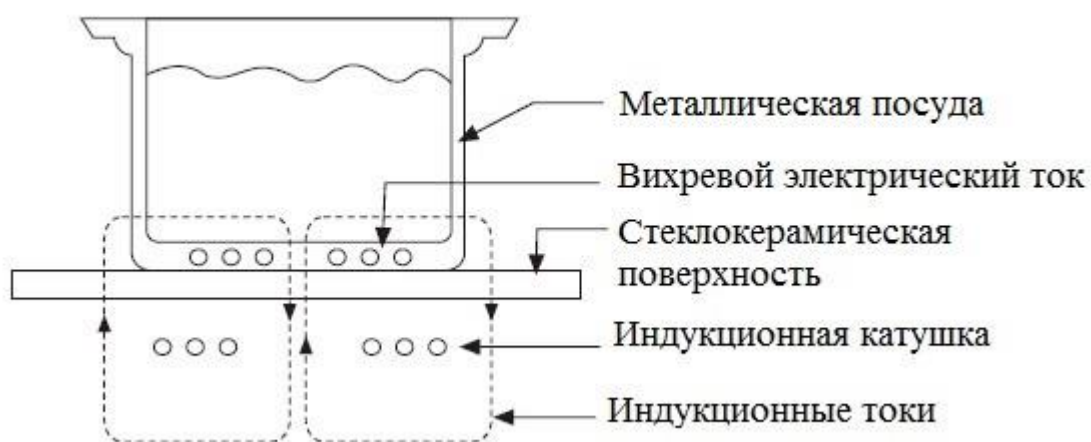 Металлическая посуда
Вихревой электрический ток
Стеклокерамическая
поверхность
Индукционная катушка
Индукционные токи